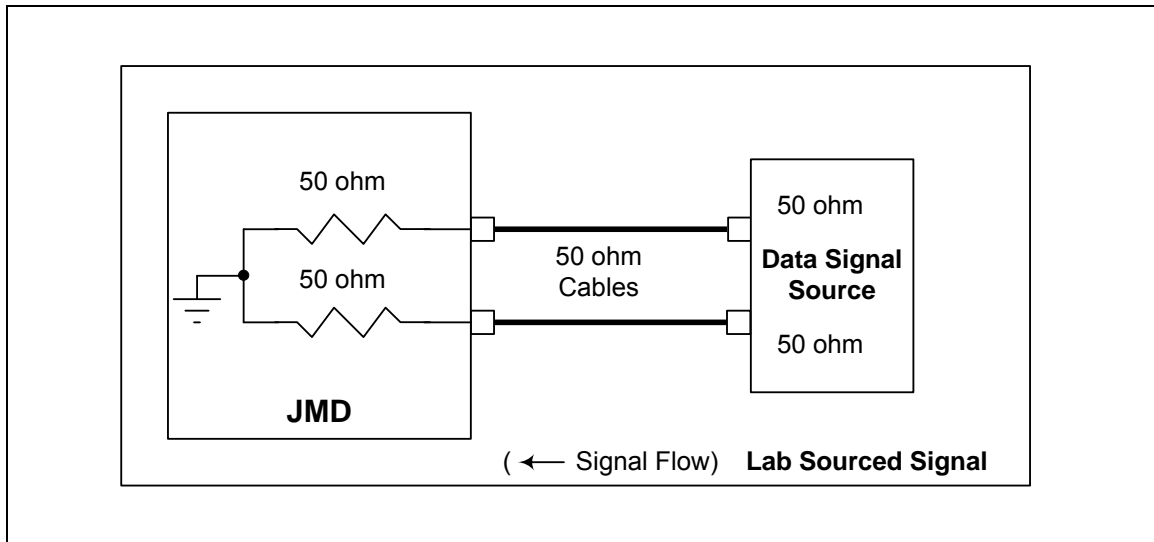 50 ohm
50 ohm
JMD
50 ohm
Cables
50 ohm
Data Signal
Source
50 ohm
( ← Signal Flow) Lab Sourced Signal